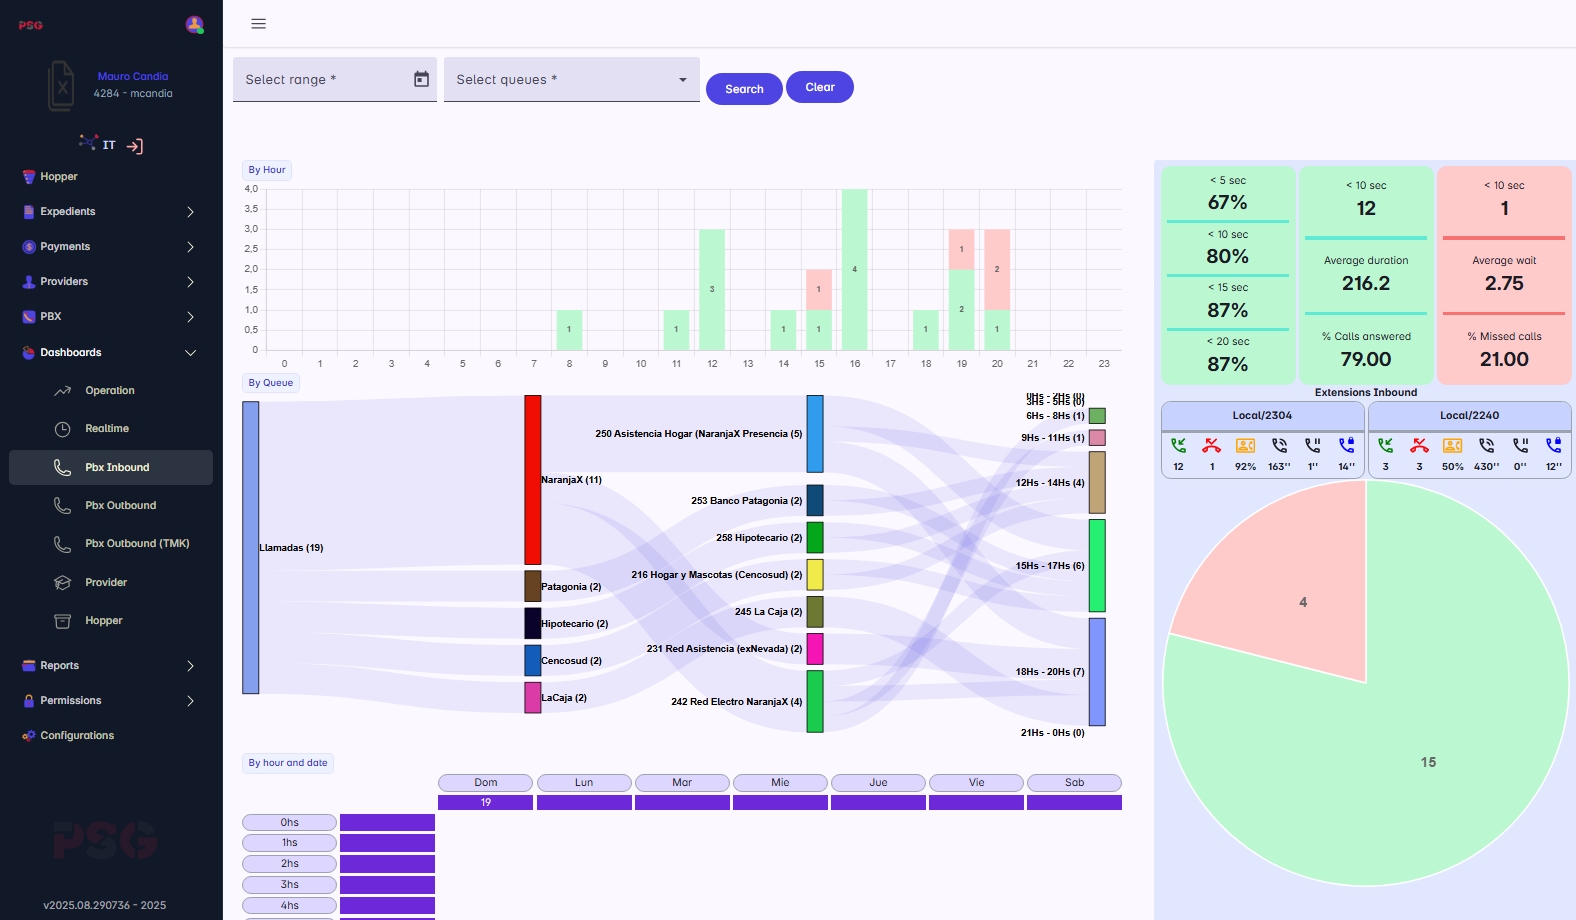 PSG
Mauro Candia
4284 - mcandia
IT
Hopper
Expedients
Payments
Providers
PBX
Dashboards
Operation
Realtime
Pbx Inbound
Pbx Outbound
Pbx Outbound (TMK)
Provider
Hopper
Reports
Permissions
Configurations
PSG
v2025.08.290736 - 2025
Select range *
Select queues *
Search
Clear
By Hour
4,0
3,5
3,0
2,5
2,0
1,5
1,0
0,5
0
1
1
3
1
1
1
4
1
1
2
2
1
0 1 2 3 4 5 6 7 8 9 10 11 12 13 14 15 16 17 18 19 20 21 22 23
By Queue
Llamadas (19)
NaranjaX (11)
Patagonia (2)
Hipotecario (2)
Cencosud (2)
LaCaja (2)
250 Asistencia Hogar (NaranjaX Presencia (5)
253 Banco Patagonia (2)
258 Hipotecario (2)
216 Hogar y Mascotas (Cencosud) (2)
245 La Caja (2)
231 Red Asistencia (exNevada) (2)
242 Red Electro NaranjaX (4)
0Hs - 2Hs (0)
3Hs - 5Hs (0)
6Hs - 8Hs (1)
9Hs - 11Hs (1)
12Hs - 14Hs (4)
15Hs - 17Hs (6)
18Hs - 20Hs (7)
21Hs - 0Hs (0)
By hour and date
Dom Lun Mar Mie Jue Vie Sab
19
0hs
1hs
2hs
3hs
4hs
< 5 sec
67%
< 10 sec
80%
< 15 sec
87%
< 20 sec
87%
< 10 sec
12
Average duration
216.2
% Calls answered
79.00
< 10 sec
1
Average wait
2.75
% Missed calls
21.00
Extensions Inbound
Local/2304
12 1 92% 163'' 1'' 14''
Local/2240
3 3 50% 430'' 0'' 12''
4
15